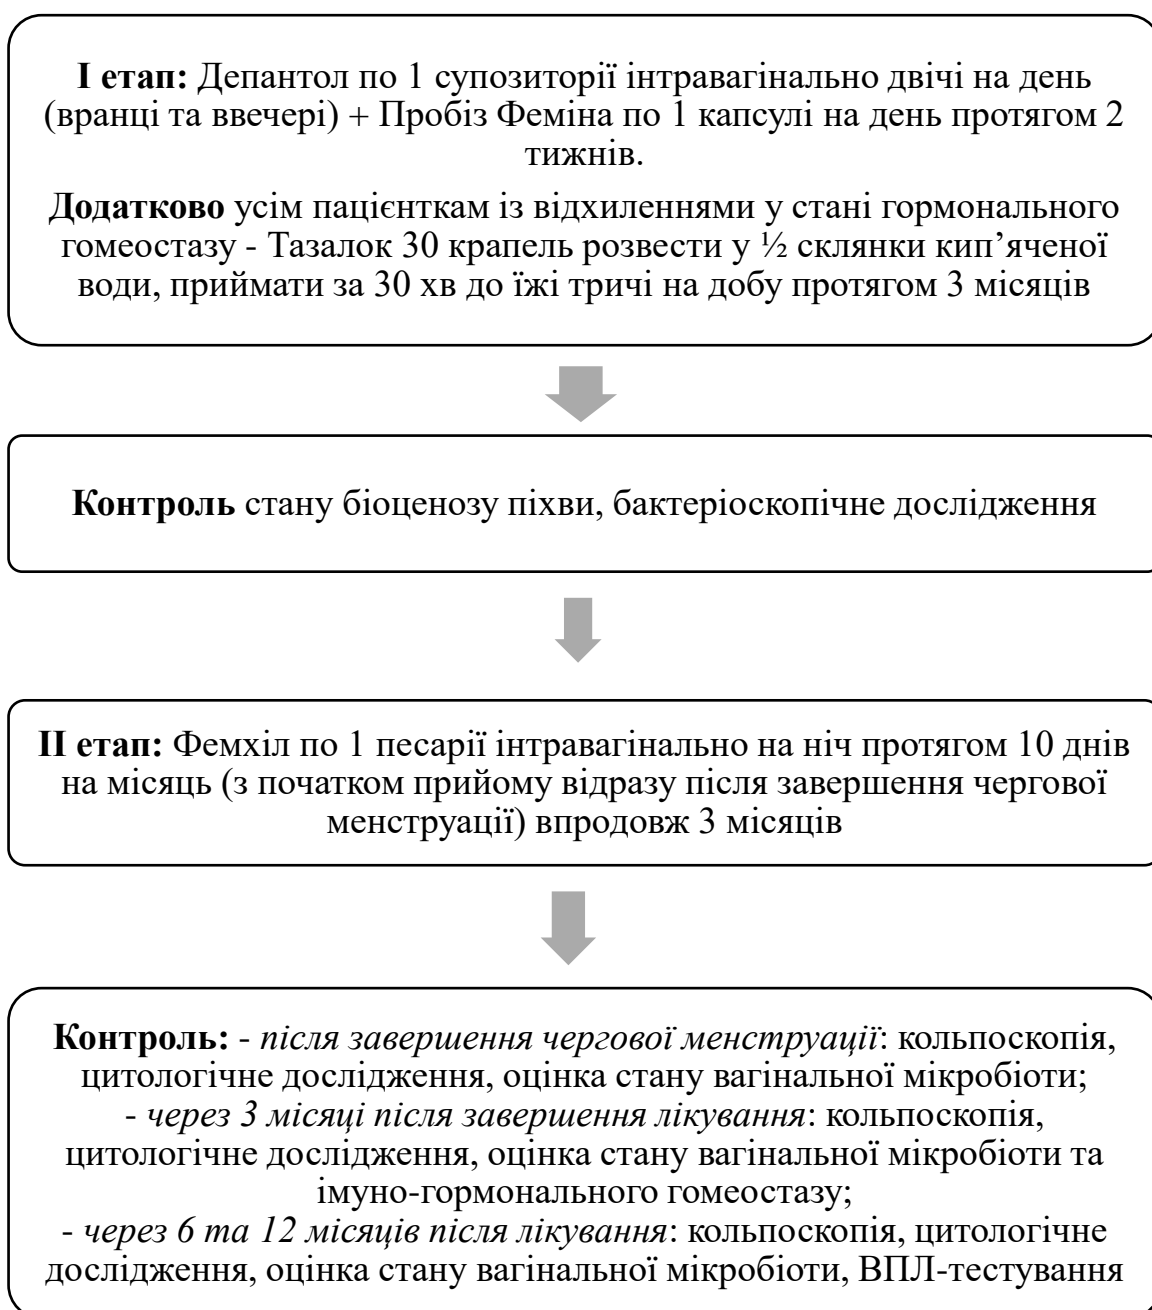 І етап: Депантол по 1 супозиторії інтравагінально двічі на день
(вранці та ввечері) + Пробіз Феміна по 1 капсулі на день протягом 2
тижнів.
Додатково усім пацієнткам із відхиленнями у стані гормонального
гомеостазу - Тазалок 30 крапель розвести у ½ склянки кип’яченої
води, приймати за 30 хв до їжі тричі на добу протягом 3 місяців
Контроль стану біоценозу піхви, бактеріоскопічне дослідження
ІІ етап: Фемхіл по 1 песарії інтравагінально на ніч протягом 10 днів
на місяць (з початком прийому відразу після завершення чергової
менструації) впродовж 3 місяців
Контроль: - після завершення чергової менструації: кольпоскопія,
цитологічне дослідження, оцінка стану вагінальної мікробіоти;
- через 3 місяці після завершення лікування: кольпоскопія,
цитологічне дослідження, оцінка стану вагінальної мікробіоти та
імуно-гормонального гомеостазу;
- через 6 та 12 місяців після лікування: кольпоскопія, цитологічне
дослідження, оцінка стану вагінальної мікробіоти, ВПЛ-тестування